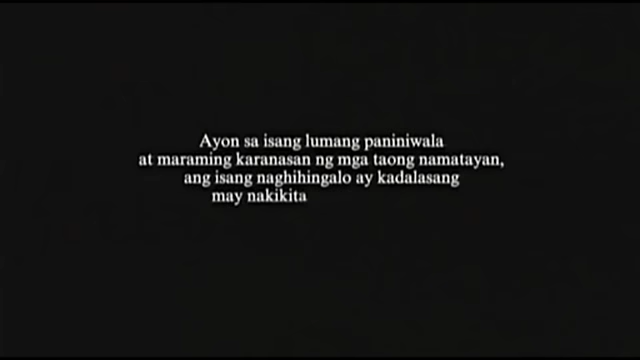 Ayon sa isang lumang paniniwala
at maraming karanasan ng mga taong namatayan,
ang isang naghihingalo ay kadalasang
may nakikita